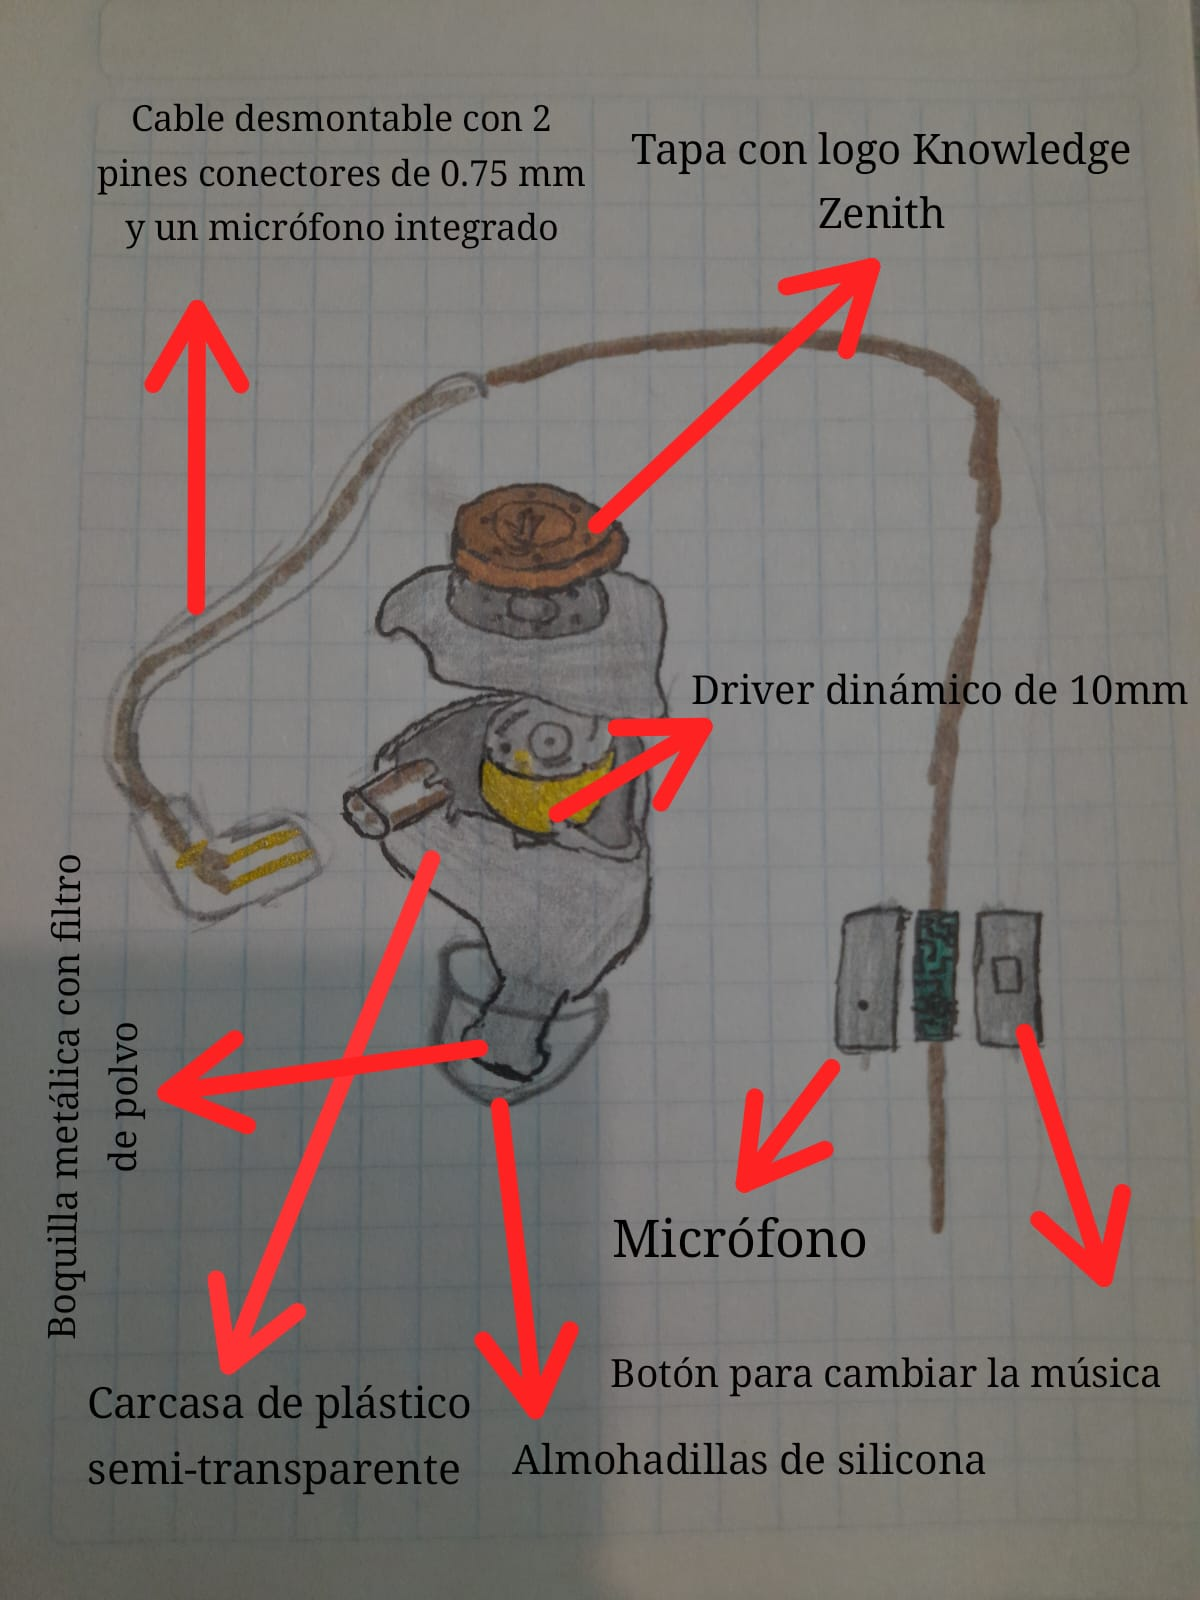 Cable desmontable con 2
pines conectores de 0.75 mm
y un micrófono integrado
Tapa con logo Knowledge
Zenith
Driver dinámico de 10mm
Boquilla metálica con filtro
de polvo
Micrófono
Botón para cambiar la música
Carcasa de plástico
semi-transparente
Almohadillas de silicona